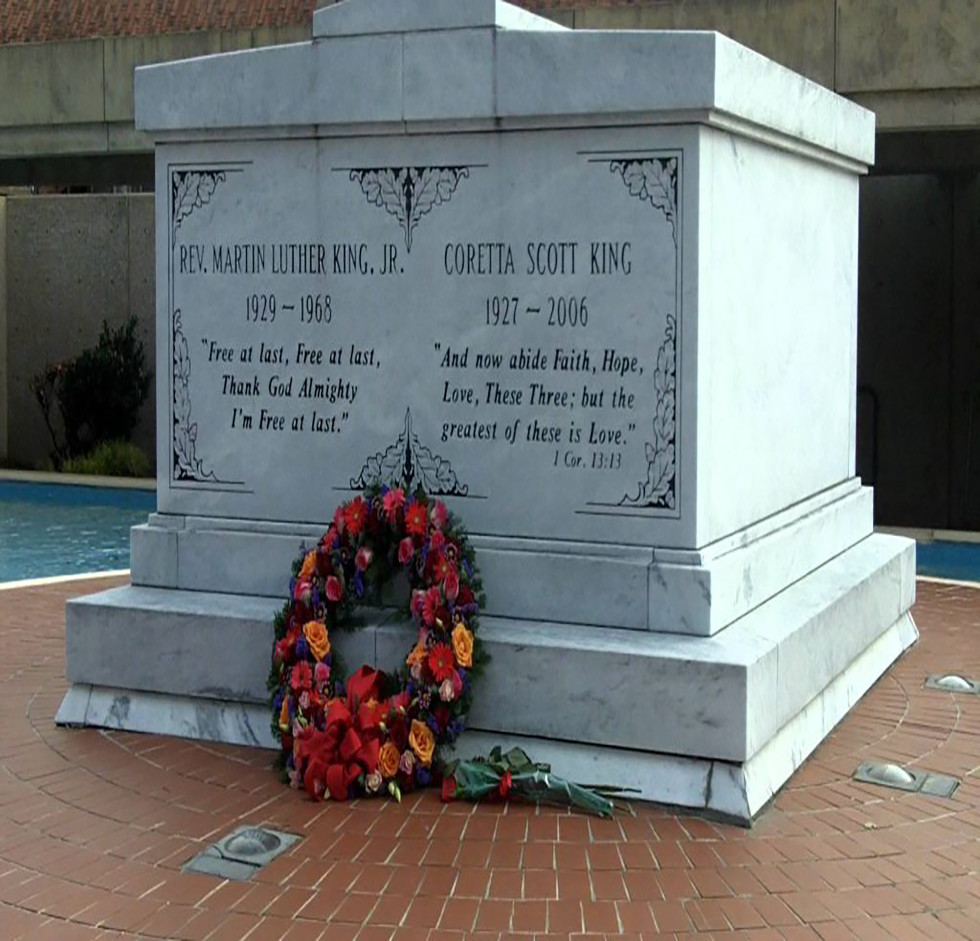 REV. MARTIN LUTHER KING, JR.
1929 ~ 1968
"Free at last, Free at last,
Thank God Almighty
I'm Free at last."
CORETTA SCOTT KING
1927 ~ 2006
"And now abide Faith, Hope,
Love, These Three; but the
greatest of these is Love."
1 Cor. 13:13